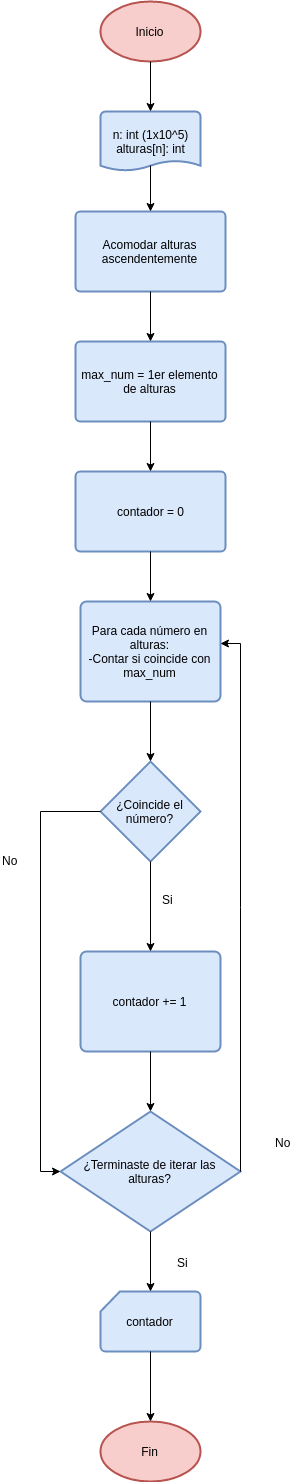 Inicio
n: int (1x10^5)
alturas[n]: int
Acomodar alturas
ascendentemente
max_num = 1er elemento
de alturas
contador = 0
Para cada número en
alturas:
-Contar si coincide con
max_num
¿Coincide el
número?
No
Si
contador += 1
¿Terminaste de iterar las
alturas?
No
Si
contador
Fin